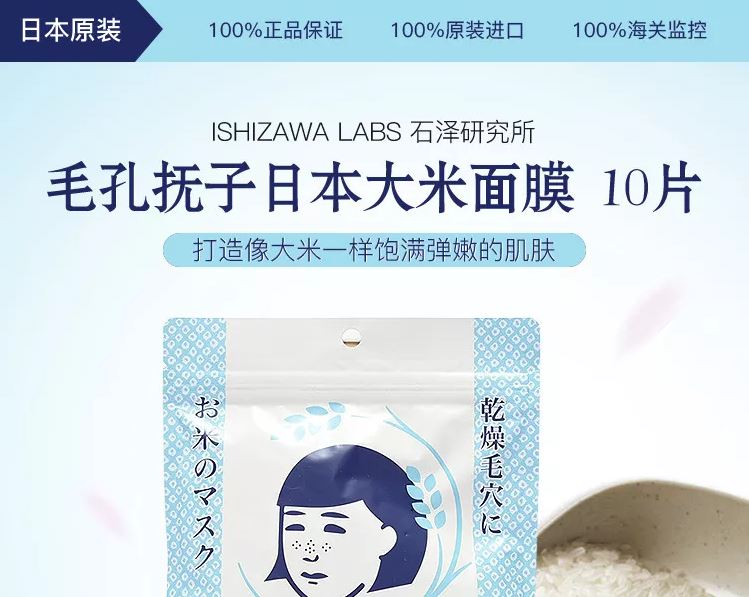 日本原装
100%正品保证
100%原装进口
100%海关监控
ISHIZAWA LABS 石泽研究所
毛孔抚子日本大米面膜 10片
打造像大米一样饱满弹嫩的肌肤
乾燥毛穴に
お米のマスク